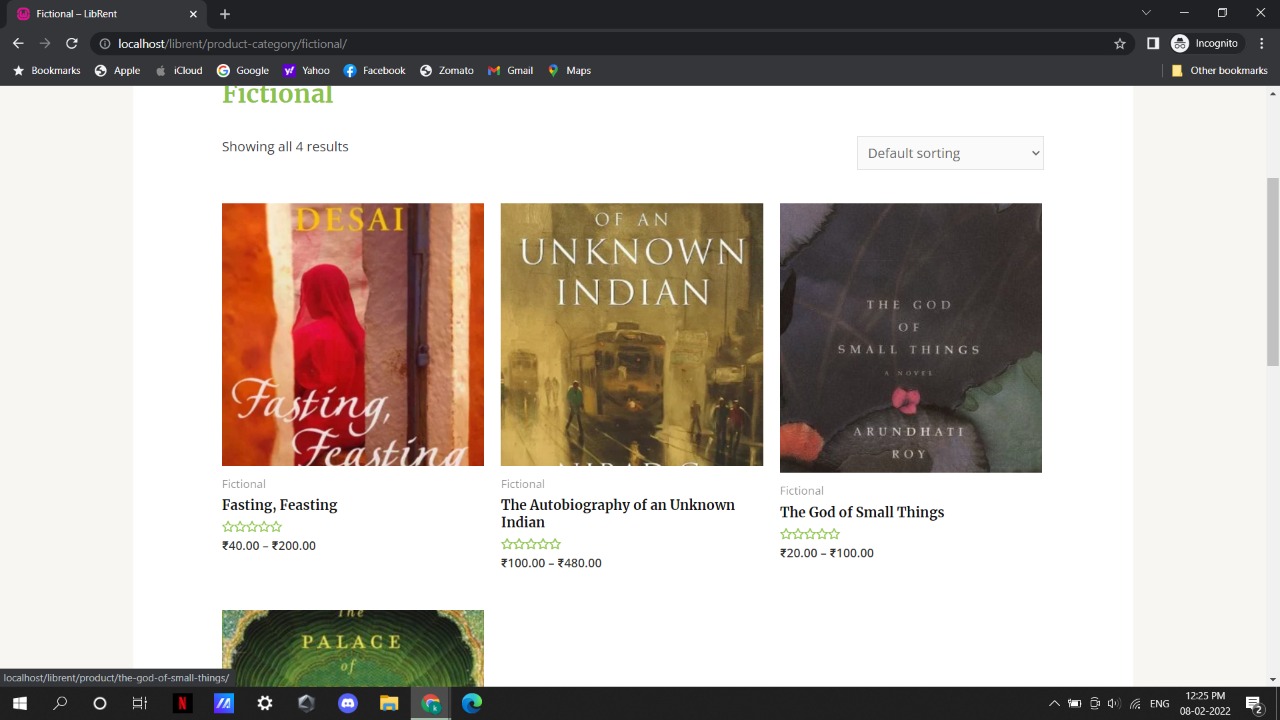 Fictional – LibRent
localhost/librent/product-category/fictional/
Incognito
Bookmarks Apple iCloud Google Yahoo Facebook Zomato Gmail Maps Other bookmarks
Fictional
Showing all 4 results
Default sorting
DESAI
Fasting,
Feasting
OF AN
UNKNOWN
INDIAN
NIRAD C
THE GOD
OF
SMALL THINGS
A NOVEL
ARUNDHATI
ROY
Fictional
Fasting, Feasting
₹40.00 – ₹200.00
Fictional
The Autobiography of an Unknown
Indian
₹100.00 – ₹480.00
Fictional
The God of Small Things
₹20.00 – ₹100.00
The
PALACE
of
localhost/librent/product/the-god-of-small-things/
ENG
12:25 PM
08-02-2022
2